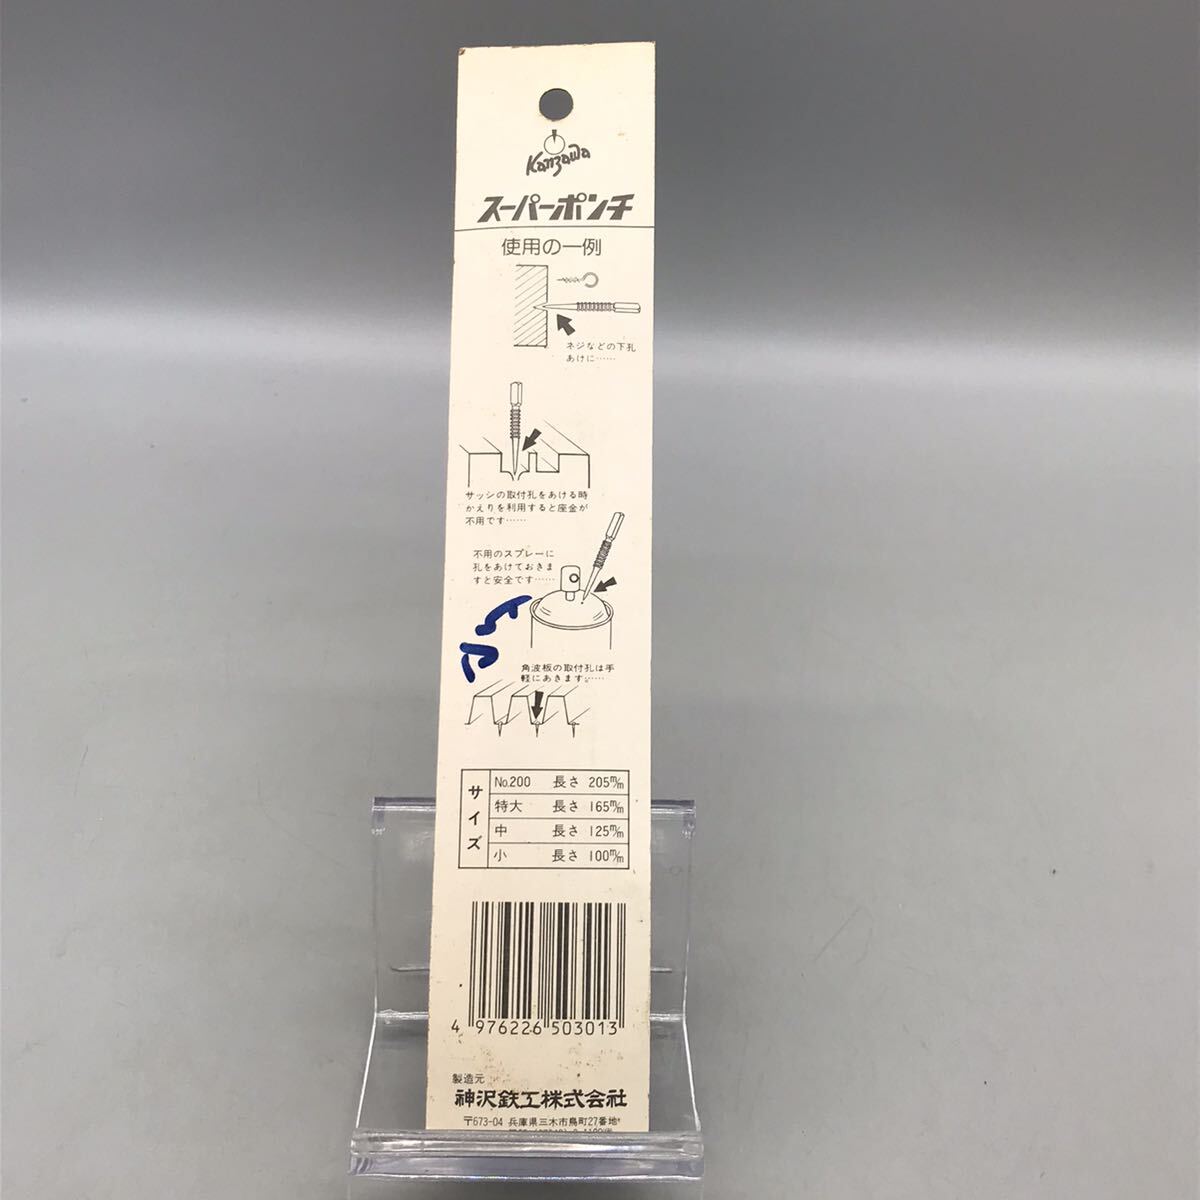 Kanzawa
スーパーポンチ
使用の一例
ネジなどの下孔
あけに……
サッシの取付孔をあける時
かえりを利用すると座金が
不用です……
不用のスプレーに
孔をあけておきま
すと安全です……
角波板の取付孔は手
軽にあきます……
サイズ
No.200 長さ 205m/m
特大 長さ 165m/m
中 長さ 125m/m
小 長さ 100m/m
4 976226 503013
製造元
神沢鉄工株式会社
〒673-04 兵庫県三木市鳥町27番地